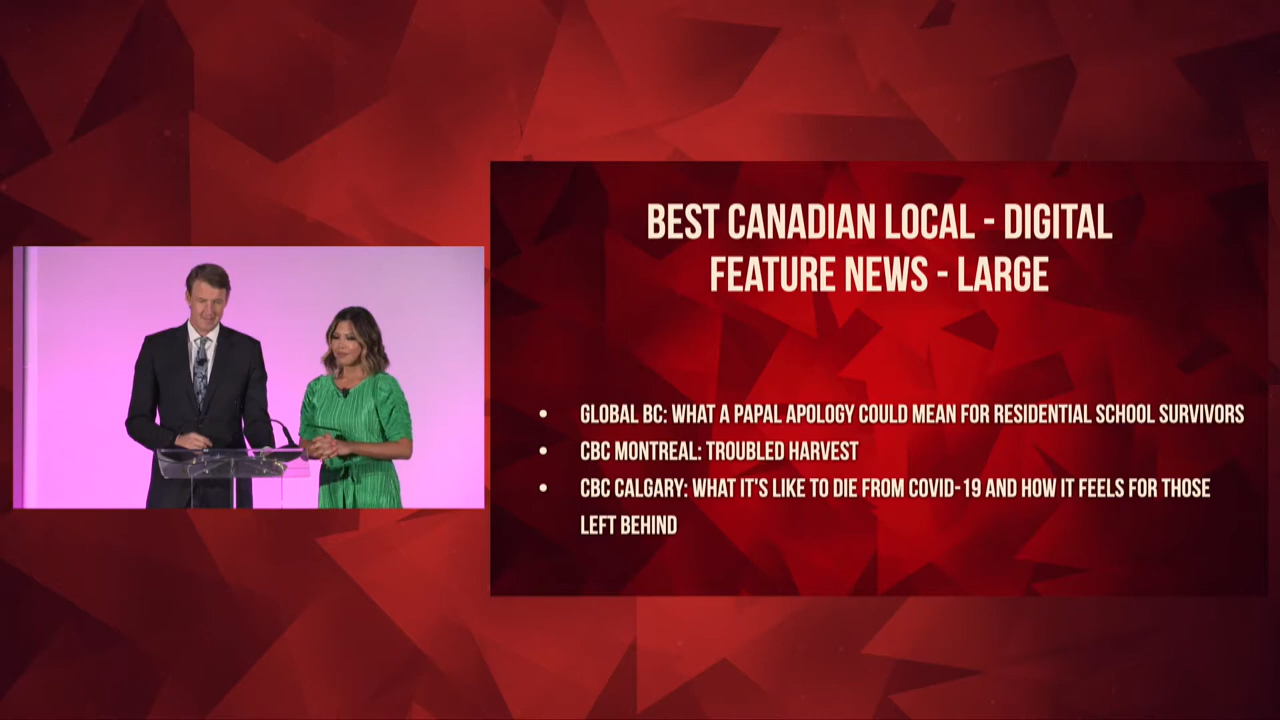 BEST CANADIAN LOCAL - DIGITAL
FEATURE NEWS - LARGE
• GLOBAL BC: WHAT A PAPAL APOLOGY COULD MEAN FOR RESIDENTIAL SCHOOL SURVIVORS
• CBC MONTREAL: TROUBLED HARVEST
• CBC CALGARY: WHAT IT'S LIKE TO DIE FROM COVID-19 AND HOW IT FEELS FOR THOSE
LEFT BEHIND